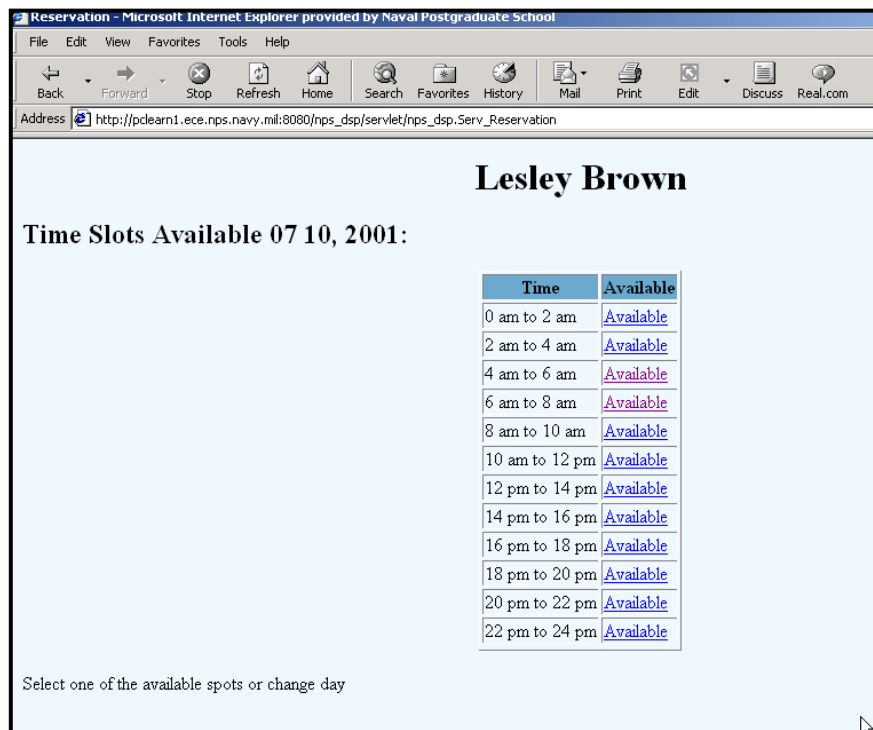 Reservation - Microsoft Internet Explorer provided by Naval Postgraduate School
File Edit View Favorites Tools Help
Back Forward Stop Refresh Home Search Favorites History Mail Print Edit Discuss Real.com
Address http://pclearn1.ece.nps.navy.mil:8080/nps_dsp/servlet/nps_dsp.Serv_Reservation
Lesley Brown
Time Slots Available 07 10, 2001:
Time Available
0 am to 2 am Available
2 am to 4 am Available
4 am to 6 am Available
6 am to 8 am Available
8 am to 10 am Available
10 am to 12 pm Available
12 pm to 14 pm Available
14 pm to 16 pm Available
16 pm to 18 pm Available
18 pm to 20 pm Available
20 pm to 22 pm Available
22 pm to 24 pm Available
Select one of the available spots or change day